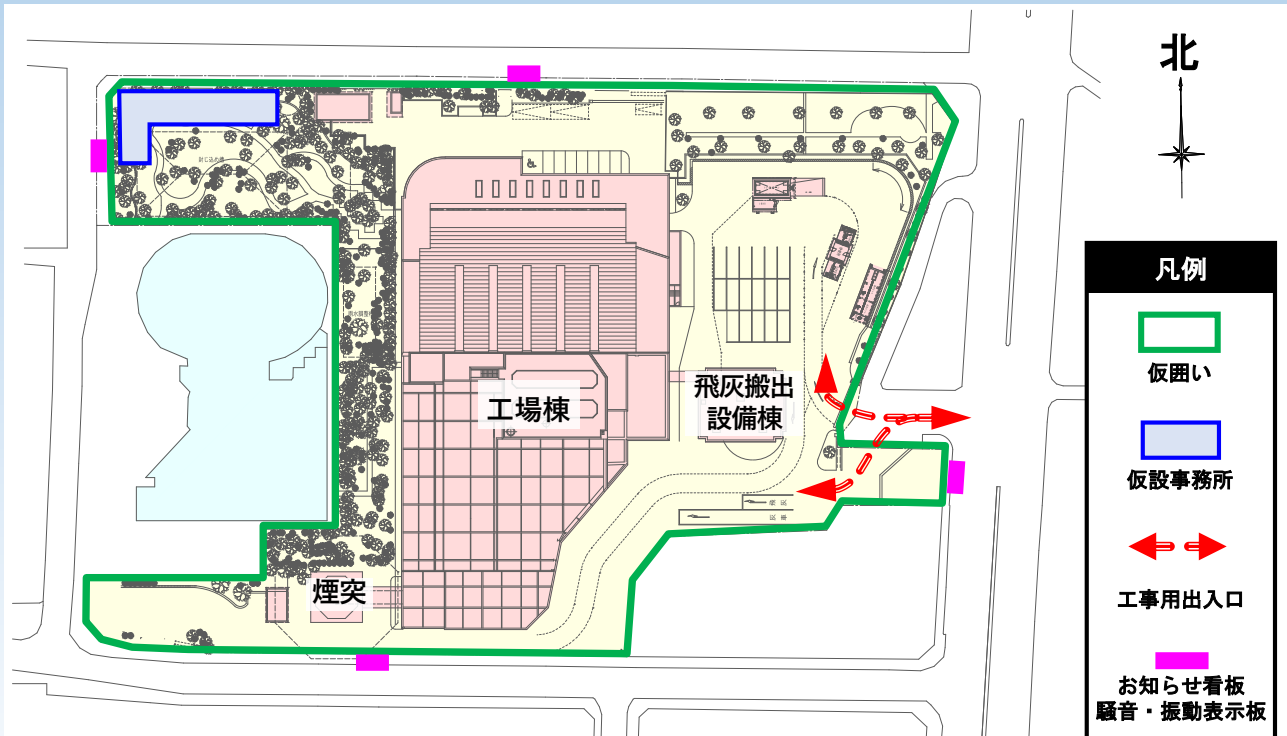 北
工場棟
飛灰搬出
設備棟
煙突
凡例
仮囲い
仮設事務所
工事用出入口
お知らせ看板
騒音・振動表示板